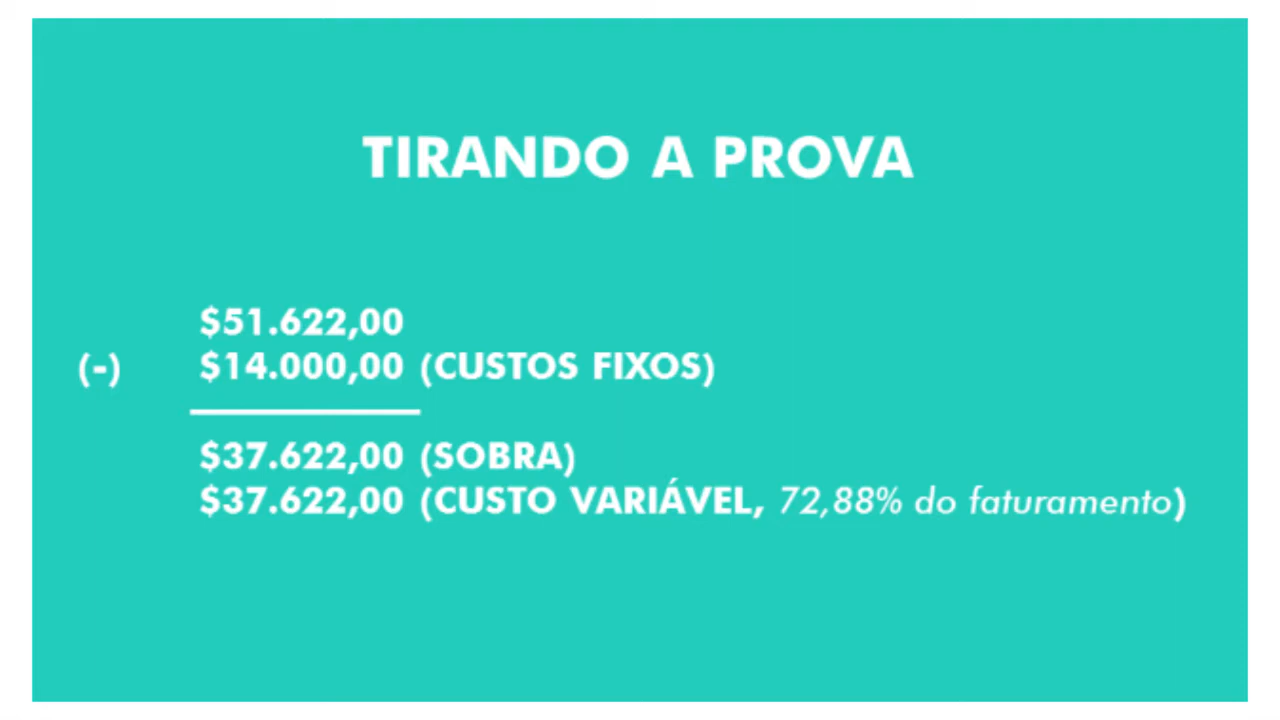 TIRANDO A PROVA
$51.622,00
(-) $14.000,00 (CUSTOS FIXOS)
$37.622,00 (SOBRA)
$37.622,00 (CUSTO VARIÁVEL, 72,88% do faturamento)